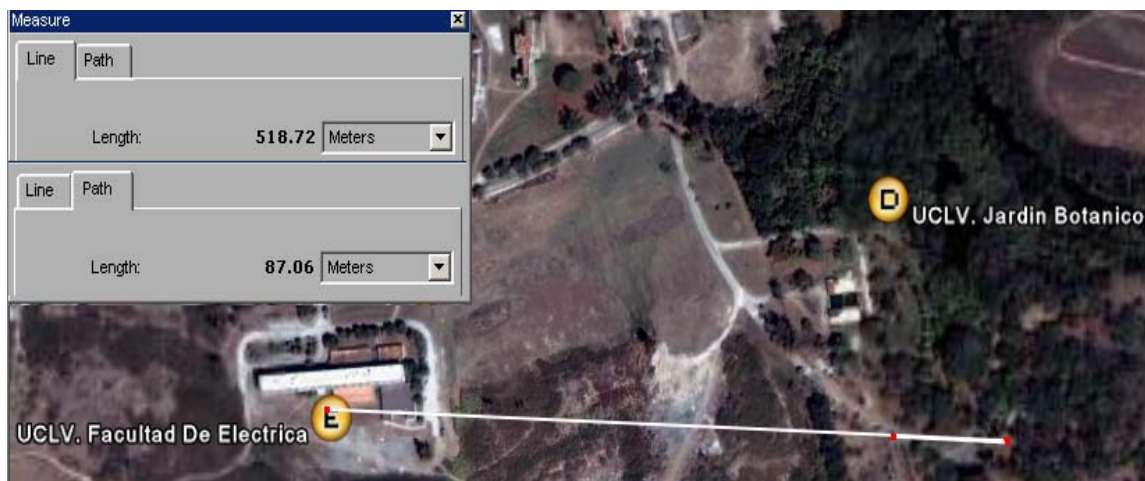 Measure
Line Path
Length: 518.72 Meters
Line Path
Length: 87.06 Meters
D
UCLV. Jardin Botanico
E
UCLV. Facultad De Electrica